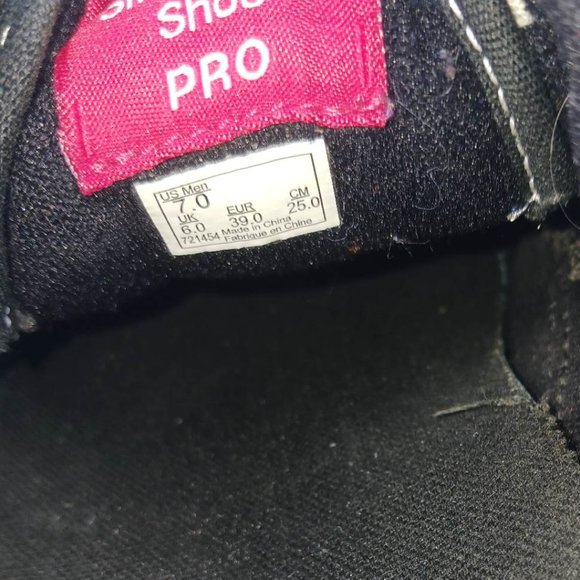 Shoe
PRO
US Men
7.0
UK EUR CM
6.0 39.0 25.0
721454 Made in China
Fabrique en Chine